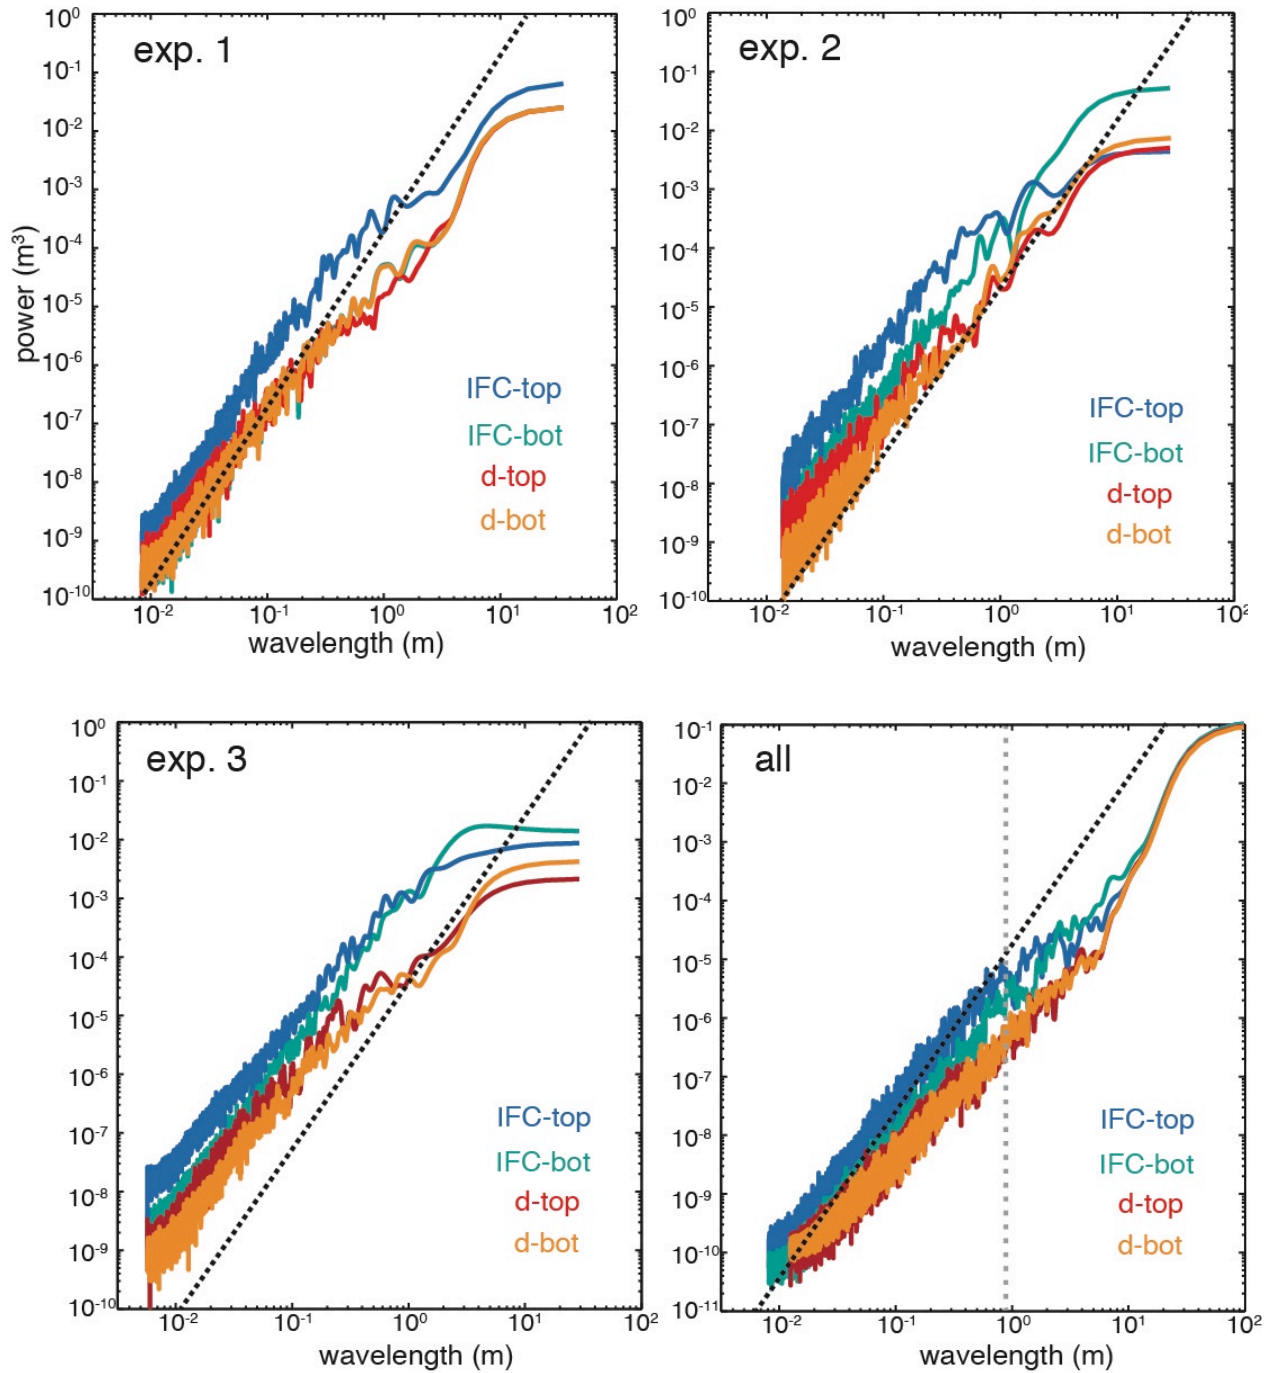 exp. 1
power (m³)
10⁰
10⁻¹
10⁻²
10⁻³
10⁻⁴
10⁻⁵
10⁻⁶
10⁻⁷
10⁻⁸
10⁻⁹
10⁻¹⁰
IFC-top
IFC-bot
d-top
d-bot
10⁻² 10⁻¹ 10⁰ 10¹ 10²
wavelength (m)
exp. 2
10⁰
10⁻¹
10⁻²
10⁻³
10⁻⁴
10⁻⁵
10⁻⁶
10⁻⁷
10⁻⁸
10⁻⁹
10⁻¹⁰
IFC-top
IFC-bot
d-top
d-bot
10⁻² 10⁻¹ 10⁰ 10¹ 10²
wavelength (m)
exp. 3
10⁰
10⁻¹
10⁻²
10⁻³
10⁻⁴
10⁻⁵
10⁻⁶
10⁻⁷
10⁻⁸
10⁻⁹
10⁻¹⁰
IFC-top
IFC-bot
d-top
d-bot
10⁻² 10⁻¹ 10⁰ 10¹ 10²
wavelength (m)
all
10⁻¹
10⁻²
10⁻³
10⁻⁴
10⁻⁵
10⁻⁶
10⁻⁷
10⁻⁸
10⁻⁹
10⁻¹⁰
10⁻¹¹
IFC-top
IFC-bot
d-top
d-bot
10⁻² 10⁻¹ 10⁰ 10¹ 10²
wavelength (m)